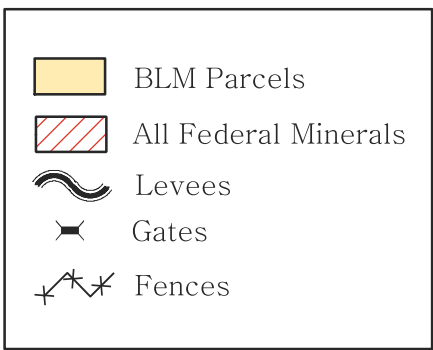 BLM Parcels
All Federal Minerals
Levees
Gates
Fences